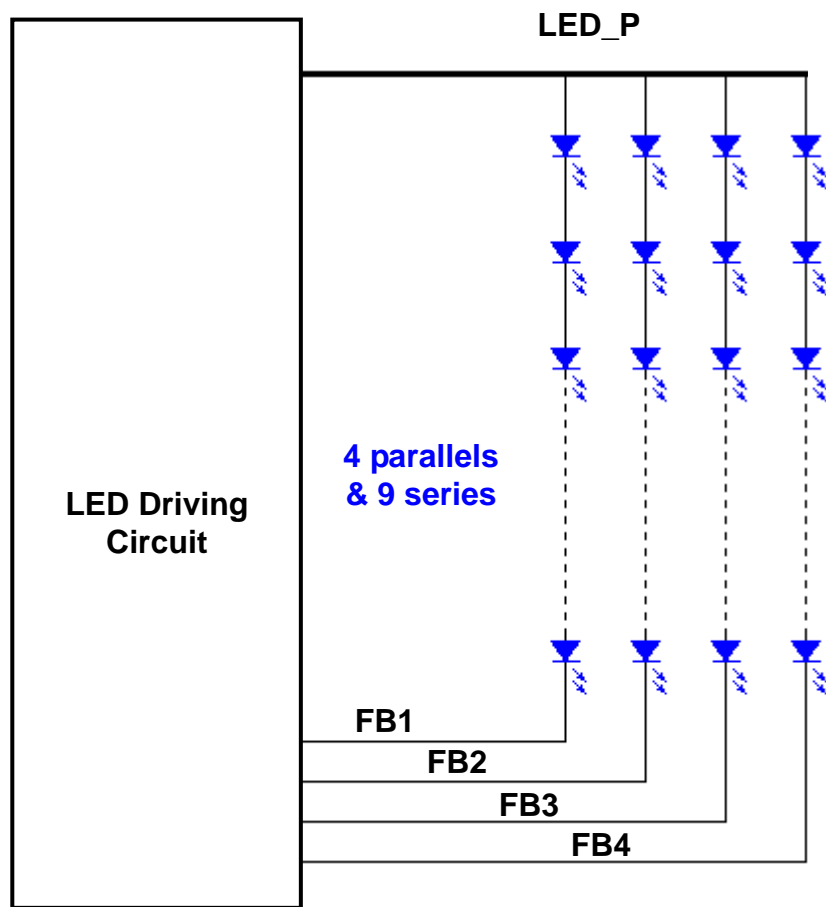 LED_P
4 parallels
& 9 series
LED Driving
Circuit
FB1
FB2
FB3
FB4